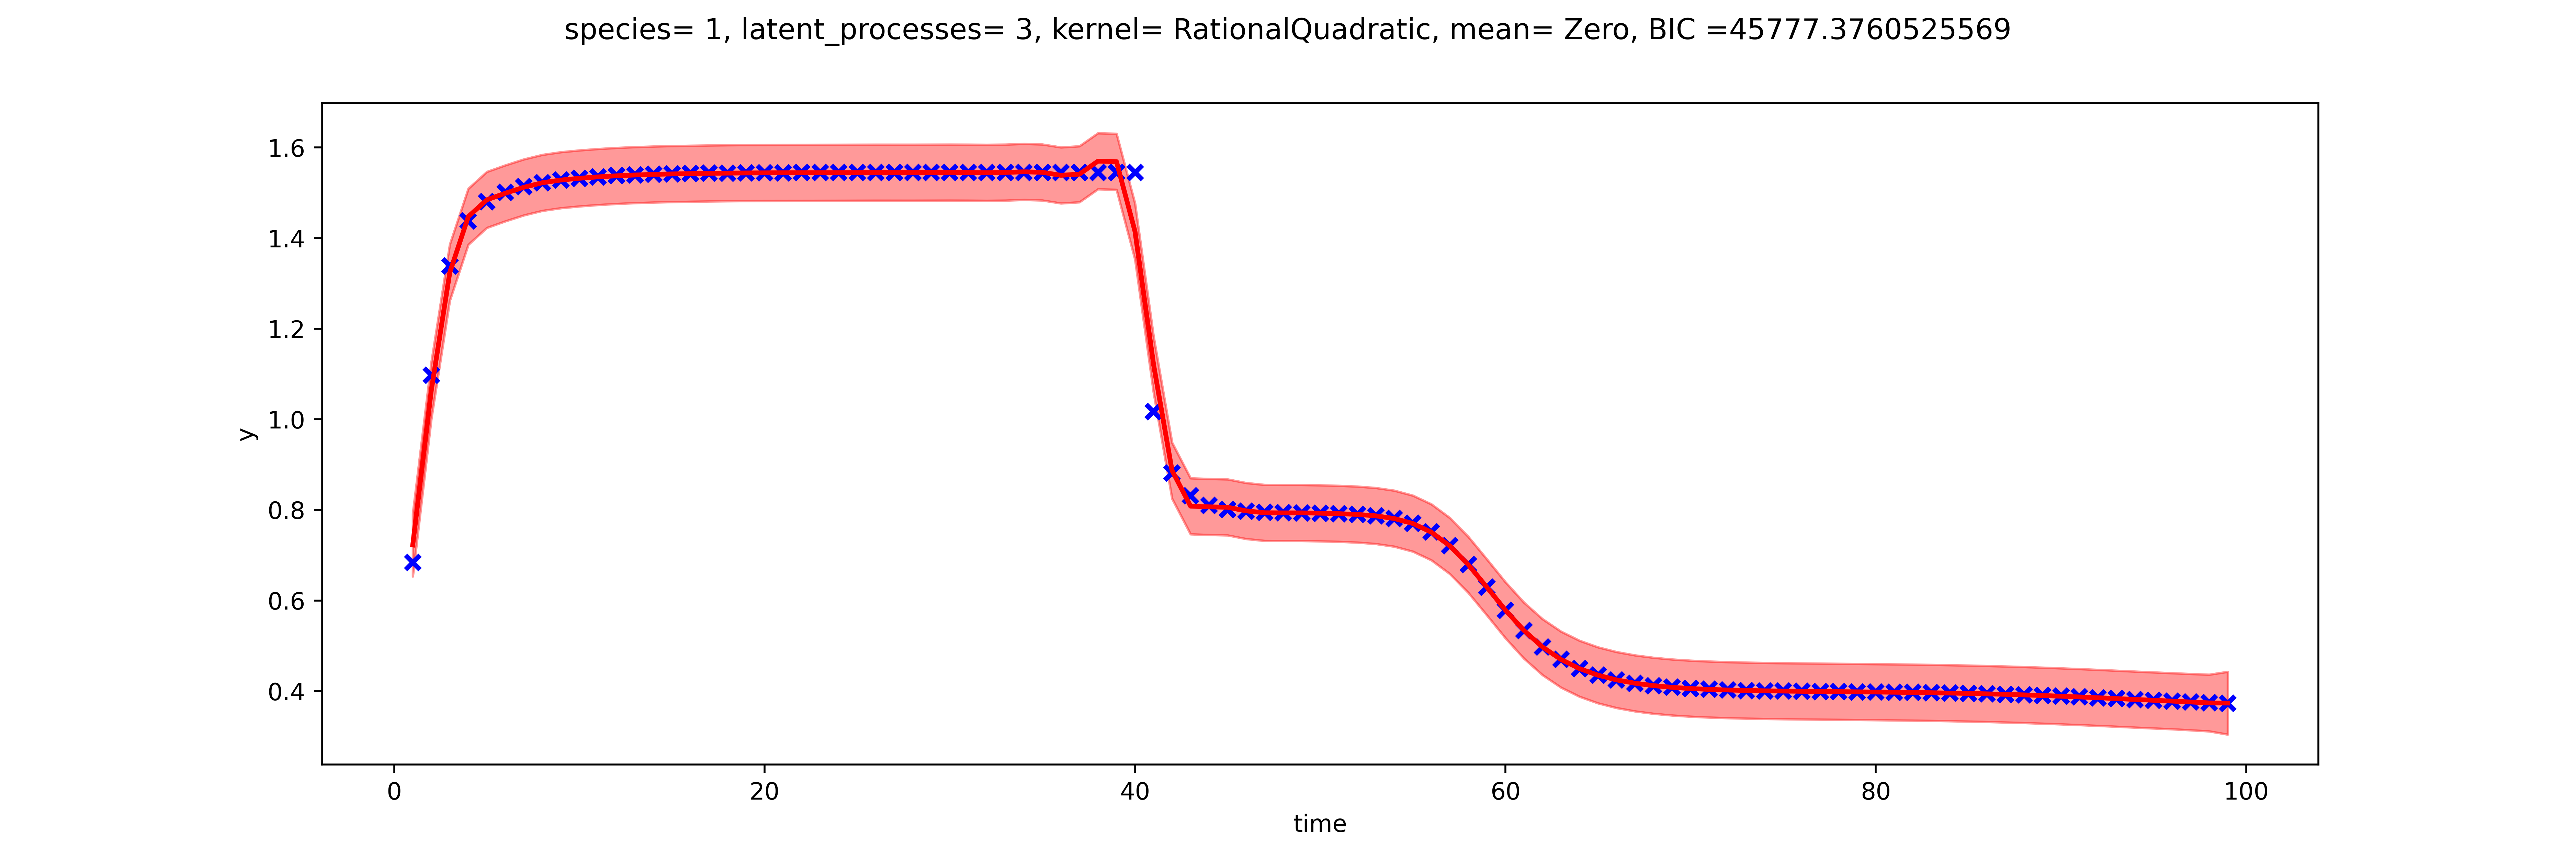 species= 1, latent_processes= 3, kernel= RationalQuadratic, mean= Zero, BIC =45777.3760525569
1.6
1.4
1.2
1.0
0.8
0.6
0.4
y
0 20 40 60 80 100
time